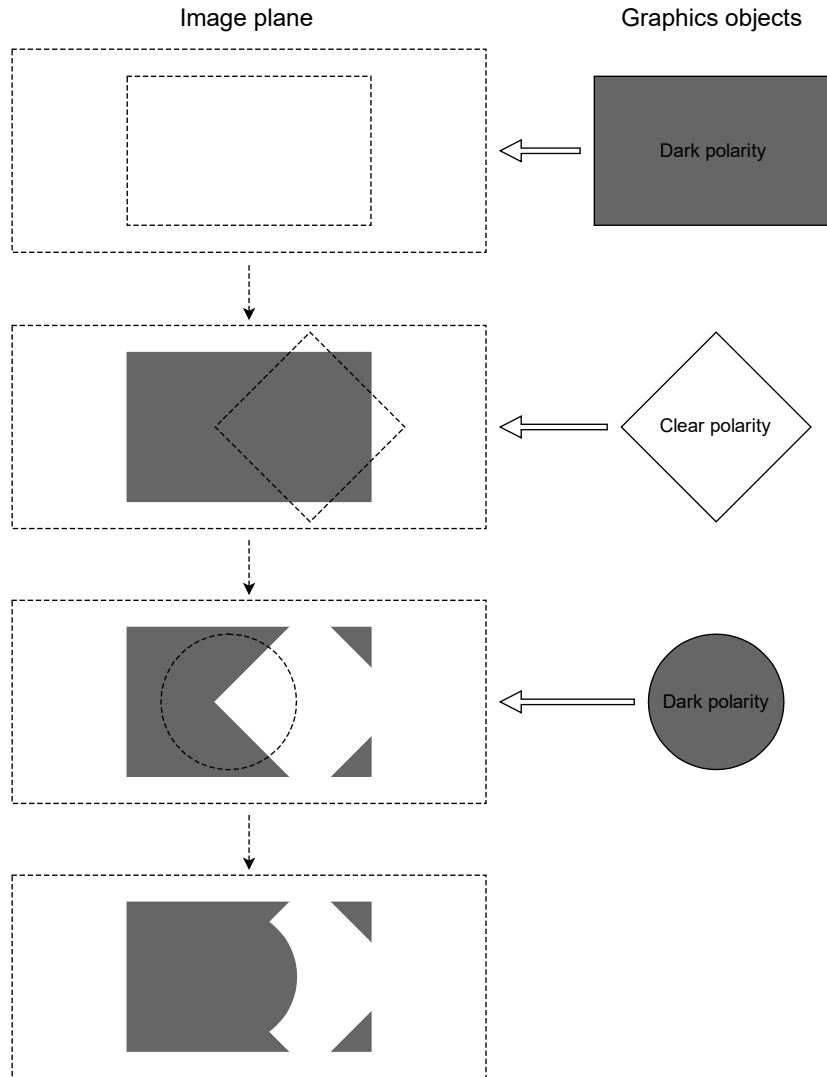 Image plane
Graphics objects
Dark polarity
Clear polarity
Dark polarity